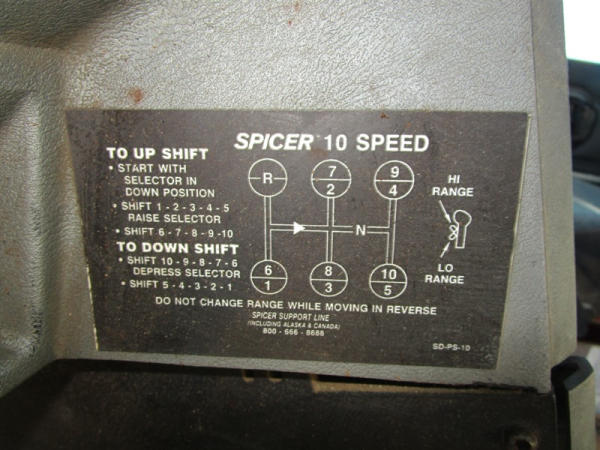 SPICER 10 SPEED
TO UP SHIFT
• START WITH
SELECTOR IN
DOWN POSITION
• SHIFT 1 - 2 - 3 - 4 - 5
RAISE SELECTOR
• SHIFT 6 - 7 - 8 - 9 - 10
TO DOWN SHIFT
• SHIFT 10 - 9 - 8 - 7 - 6
DEPRESS SELECTOR
• SHIFT 5 - 4 - 3 - 2 - 1
R
7
2
9
4
N
6
1
8
3
10
5
HI
RANGE
LO
RANGE
DO NOT CHANGE RANGE WHILE MOVING IN REVERSE
SPICER SUPPORT LINE
(INCLUDING ALASKA & CANADA)
800 - 666 - 8688
SD-PS-10